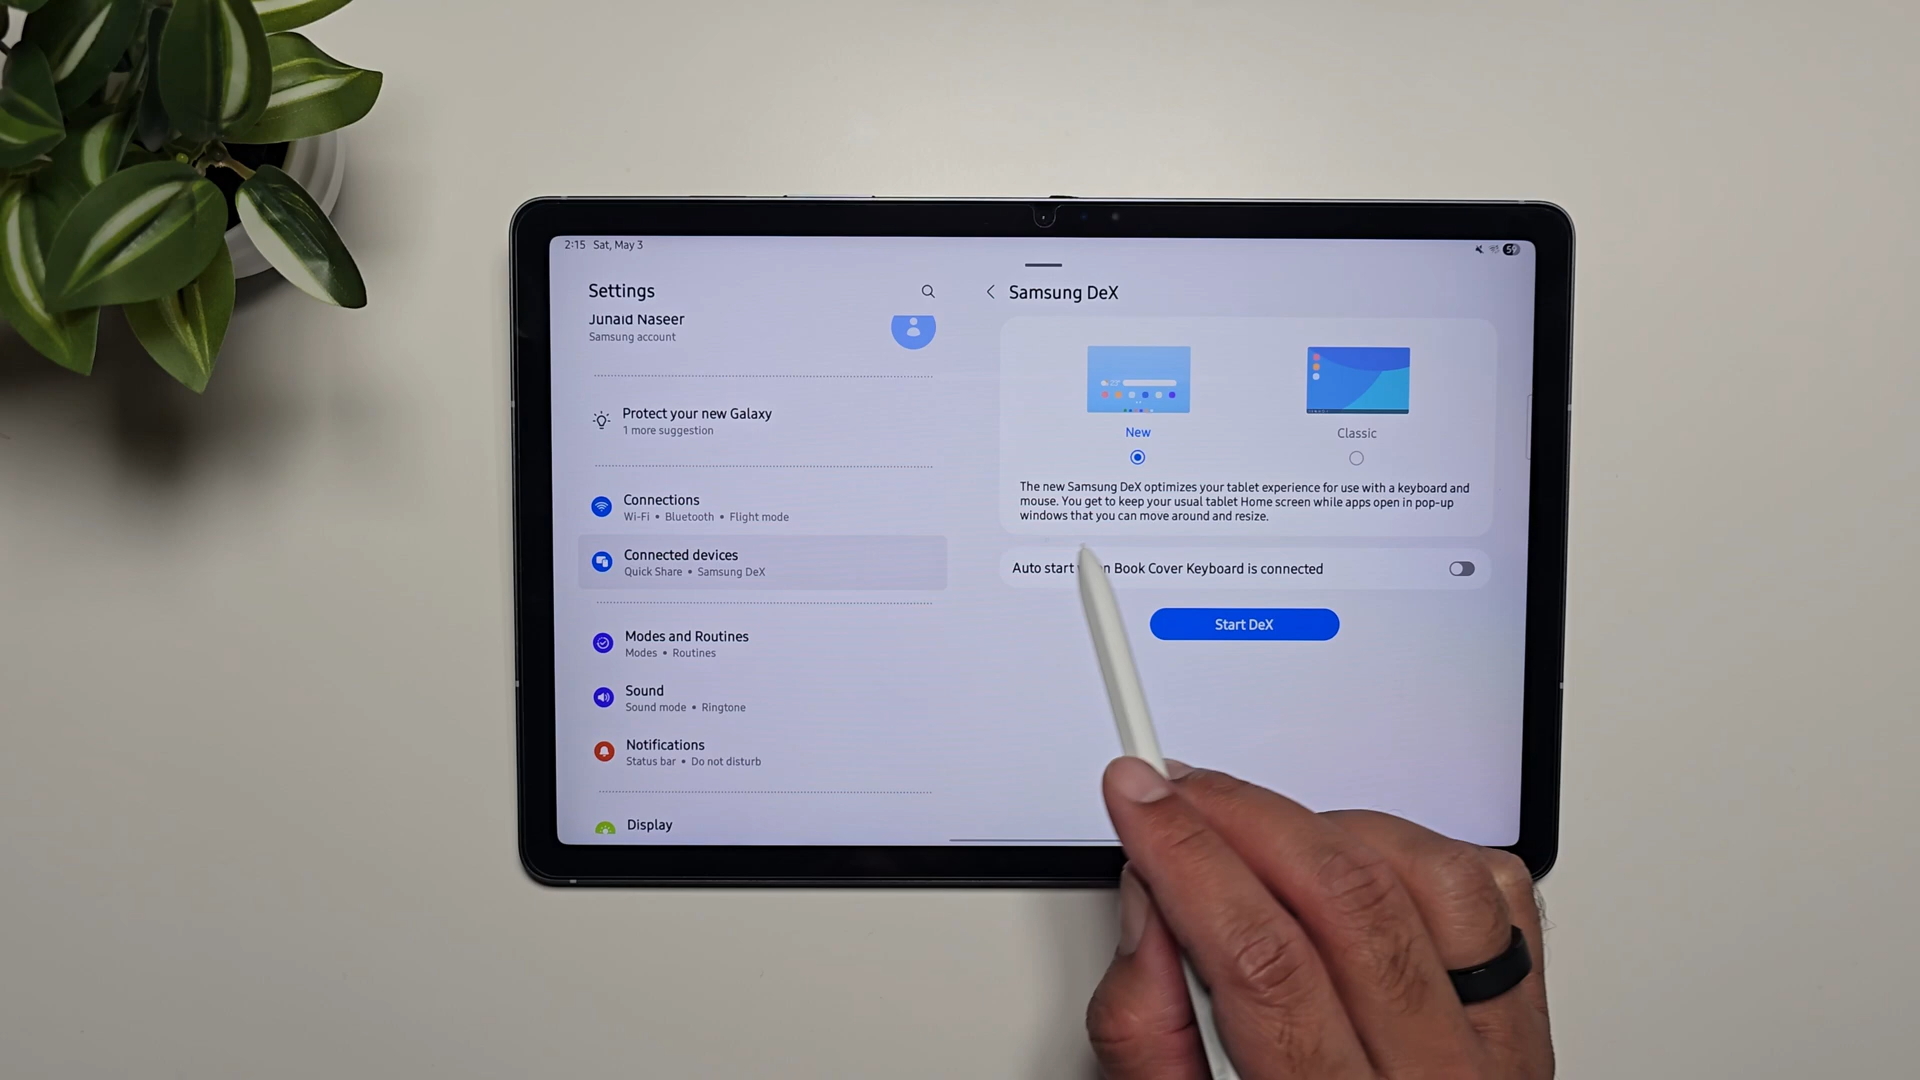 2:15 Sat, May 3
Settings
Junaid Naseer
Samsung account
Protect your new Galaxy
1 more suggestion
Connections
Wi-Fi • Bluetooth • Flight mode
Connected devices
Quick Share • Samsung DeX
Modes and Routines
Modes • Routines
Sound
Sound mode • Ringtone
Notifications
Status bar • Do not disturb
Display
Samsung DeX
New
Classic
The new Samsung DeX optimizes your tablet experience for use with a keyboard and
mouse. You get to keep your usual tablet Home screen while apps open in pop-up
windows that you can move around and resize.
Auto start Book Cover Keyboard is connected
Start DeX